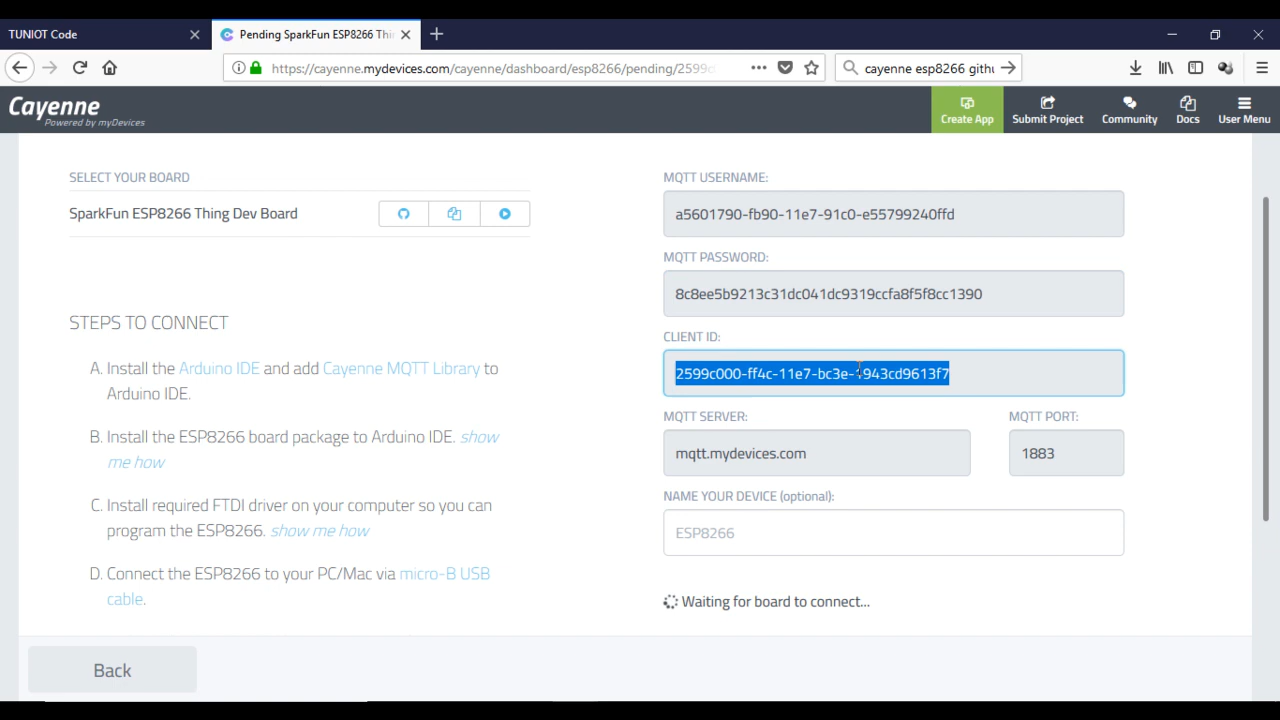 TUNIOT Code
Pending SparkFun ESP8266 Thi
https://cayenne.mydevices.com/cayenne/dashboard/esp8266/pending/2599c
cayenne esp8266 githu
Cayenne
Powered by myDevices
Create App
Submit Project
Community
Docs
User Menu
SELECT YOUR BOARD
SparkFun ESP8266 Thing Dev Board
STEPS TO CONNECT
A. Install the Arduino IDE and add Cayenne MQTT Library to
Arduino IDE.
B. Install the ESP8266 board package to Arduino IDE. show
me how
C. Install required FTDI driver on your computer so you can
program the ESP8266. show me how
D. Connect the ESP8266 to your PC/Mac via micro-B USB
cable.
MQTT USERNAME:
a5601790-fb90-11e7-91c0-e55799240ffd
MQTT PASSWORD:
8c8ee5b9213c31dc041dc9319ccfa8f5f8cc1390
CLIENT ID:
2599c000-ff4c-11e7-bc3e-1943cd9613f7
MQTT SERVER:
mqtt.mydevices.com
MQTT PORT:
1883
NAME YOUR DEVICE (optional):
ESP8266
Waiting for board to connect...
Back